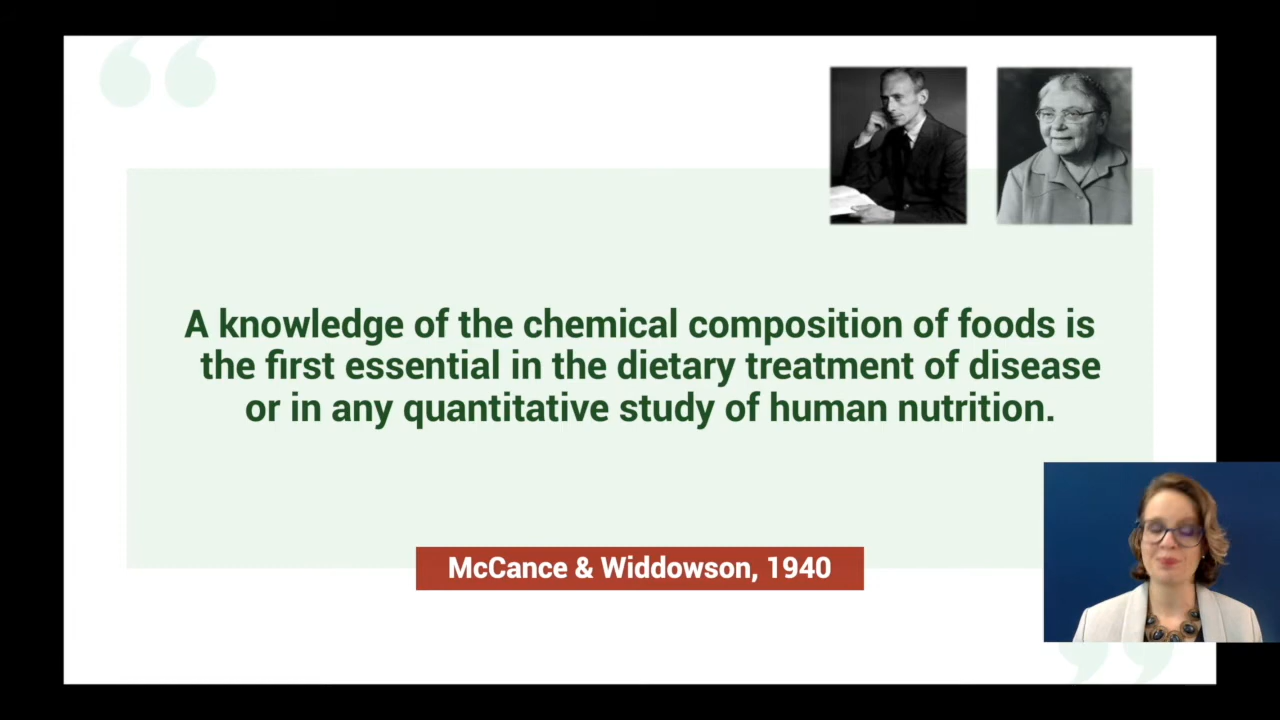 A knowledge of the chemical composition of foods is
the first essential in the dietary treatment of disease
or in any quantitative study of human nutrition.
McCance & Widdowson, 1940